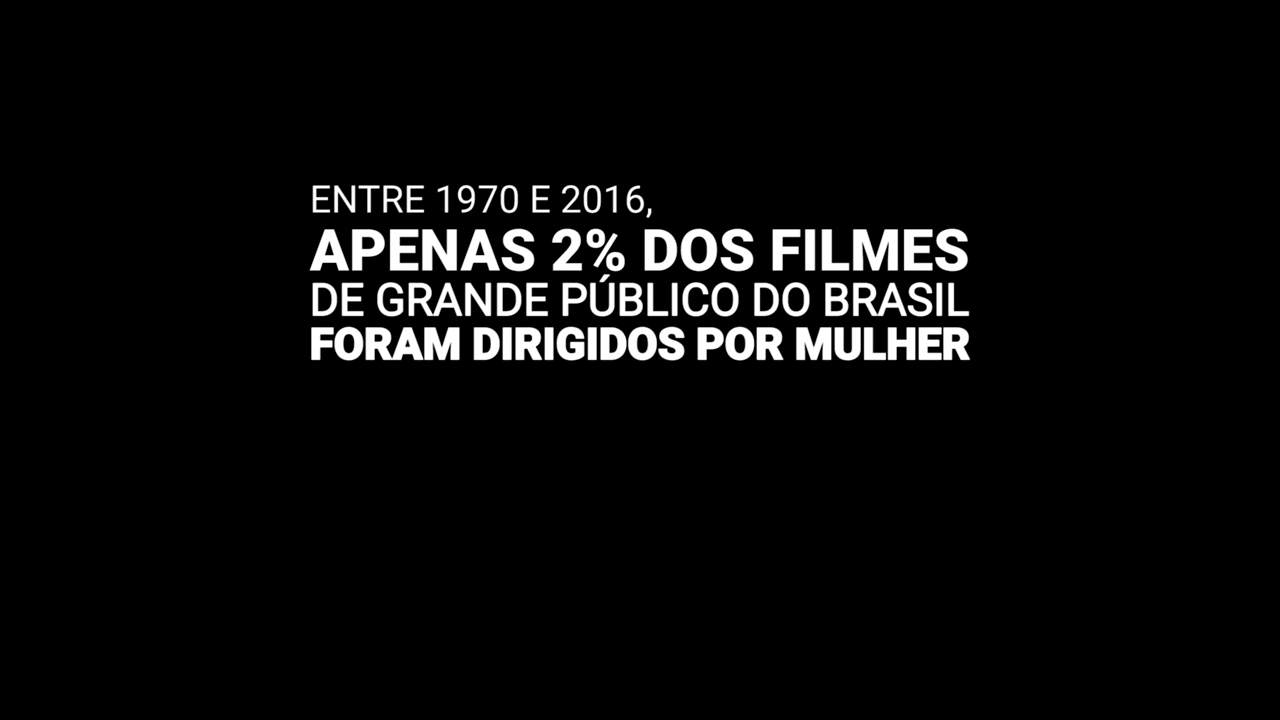 ENTRE 1970 E 2016,
APENAS 2% DOS FILMES
DE GRANDE PÚBLICO DO BRASIL
FORAM DIRIGIDOS POR MULHER